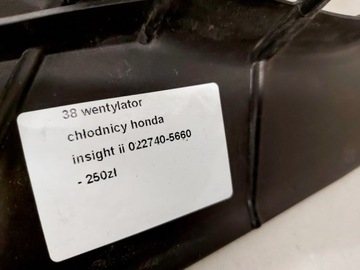 38 wentylator
chłodnicy honda
insight ii 022740-5660
- 250zł